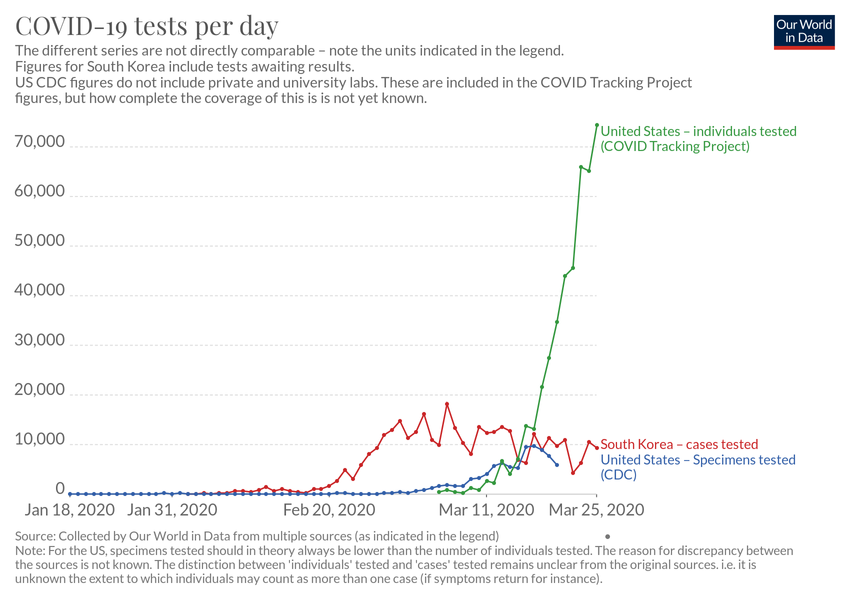 COVID-19 tests per day
Our World
in Data
The different series are not directly comparable – note the units indicated in the legend.
Figures for South Korea include tests awaiting results.
US CDC figures do not include private and university labs. These are included in the COVID Tracking Project
figures, but how complete the coverage of this is is not yet known.
70,000
60,000
50,000
40,000
30,000
20,000
10,000
0
United States – individuals tested
(COVID Tracking Project)
South Korea – cases tested
United States – Specimens tested
(CDC)
Jan 18, 2020 Jan 31, 2020 Feb 20, 2020 Mar 11, 2020 Mar 25, 2020
Source: Collected by Our World in Data from multiple sources (as indicated in the legend) •
Note: For the US, specimens tested should in theory always be lower than the number of individuals tested. The reason for discrepancy between
the sources is not known. The distinction between 'individuals' tested and 'cases' tested remains unclear from the original sources. i.e. it is
unknown the extent to which individuals may count as more than one case (if symptoms return for instance).